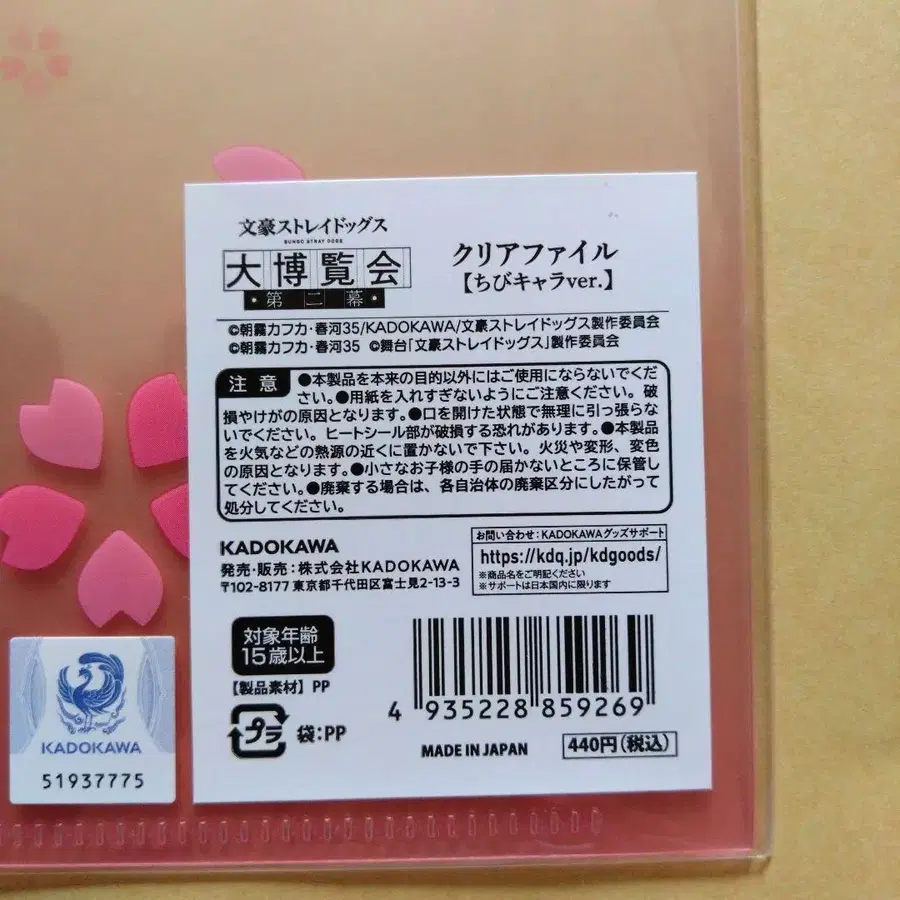 文豪ストレイドッグス
BUNGO STRAY DOGS
大博覧会
・第二幕・
クリアファイル
【ちびキャラver.】
©朝霧カフカ・春河35/KADOKAWA/文豪ストレイドッグス製作委員会
©朝霧カフカ・春河35 ©舞台「文豪ストレイドッグス」製作委員会
注意 ●本製品を本来の目的以外にはご使用にならないでくだ
さい。●用紙を入れすぎないようにご注意ください。破
損やけがの原因となります。●口を開けた状態で無理に引っ張らな
いでください。ヒートシール部が破損する恐れがあります。●本製品
を火気などの熱源の近くに置かないで下さい。火災や変形、変色
の原因となります。●小さなお子様の手の届かないところに保管し
てください。●廃棄する場合は、各自治体の廃棄区分にしたがって
処分してください。
KADOKAWA
発売・販売:株式会社KADOKAWA
〒102-8177 東京都千代田区富士見2-13-3
お問い合わせ:KADOKAWAグッズサポート
https://kdq.jp/kdgoods/
※商品名をご明記ください
※サポートは日本国内に限ります
対象年齢
15歳以上
【製品素材】PP
プラ 袋:PP
4 935228 859269
MADE IN JAPAN
440円(税込)
KADOKAWA
51937775